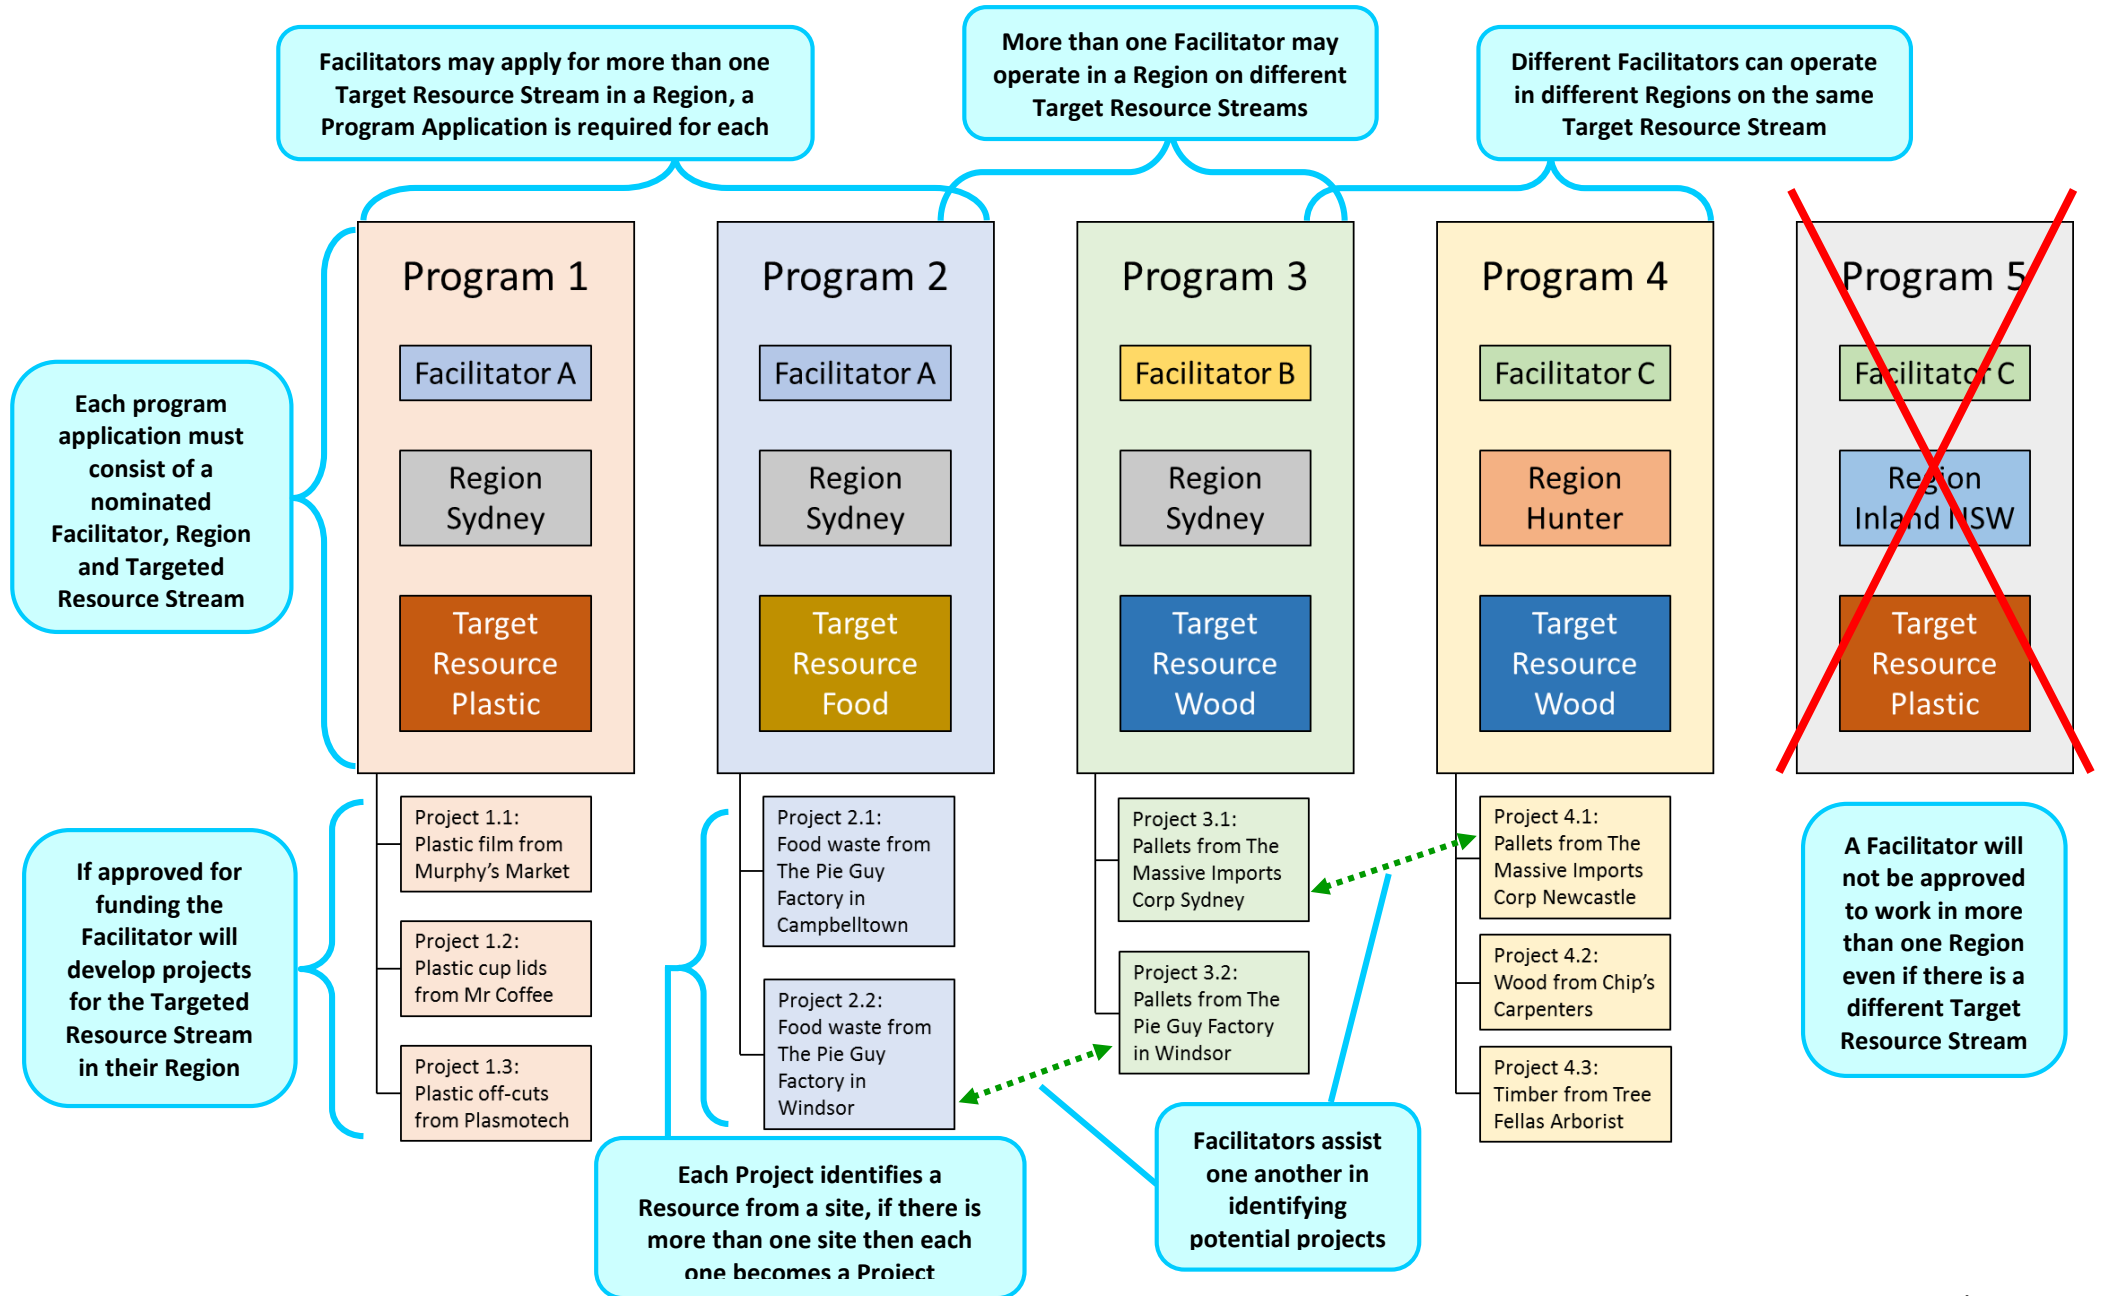 Facilitators may apply for more than one
Target Resource Stream in a Region, a
Program Application is required for each
More than one Facilitator may
operate in a Region on different
Target Resource Streams
Different Facilitators can operate
in different Regions on the same
Target Resource Stream
Each program
application must
consist of a
nominated
Facilitator, Region
and Targeted
Resource Stream
Program 1
Facilitator A
Region
Sydney
Target
Resource
Plastic
Program 2
Facilitator A
Region
Sydney
Target
Resource
Food
Program 3
Facilitator B
Region
Sydney
Target
Resource
Wood
Program 4
Facilitator C
Region
Hunter
Target
Resource
Wood
Program 5
Facilitator C
Region
Inland NSW
Target
Resource
Plastic
If approved for
funding the
Facilitator will
develop projects
for the Targeted
Resource Stream
in their Region
Project 1.1:
Plastic film from
Murphy's Market
Project 1.2:
Plastic cup lids
from Mr Coffee
Project 1.3:
Plastic off-cuts
from Plasmotech
Project 2.1:
Food waste from
The Pie Guy
Factory in
Campbelltown
Project 2.2:
Food waste from
The Pie Guy
Factory in
Windsor
Project 3.1:
Pallets from The
Massive Imports
Corp Sydney
Project 3.2:
Pallets from The
Pie Guy Factory
in Windsor
Project 4.1:
Pallets from The
Massive Imports
Corp Newcastle
Project 4.2:
Wood from Chip's
Carpenters
Project 4.3:
Timber from Tree
Fellas Arborist
A Facilitator will
not be approved
to work in more
than one Region
even if there is a
different Target
Resource Stream
Each Project identifies a
Resource from a site, if there is
more than one site then each
one becomes a Project
Facilitators assist
one another in
identifying
potential projects